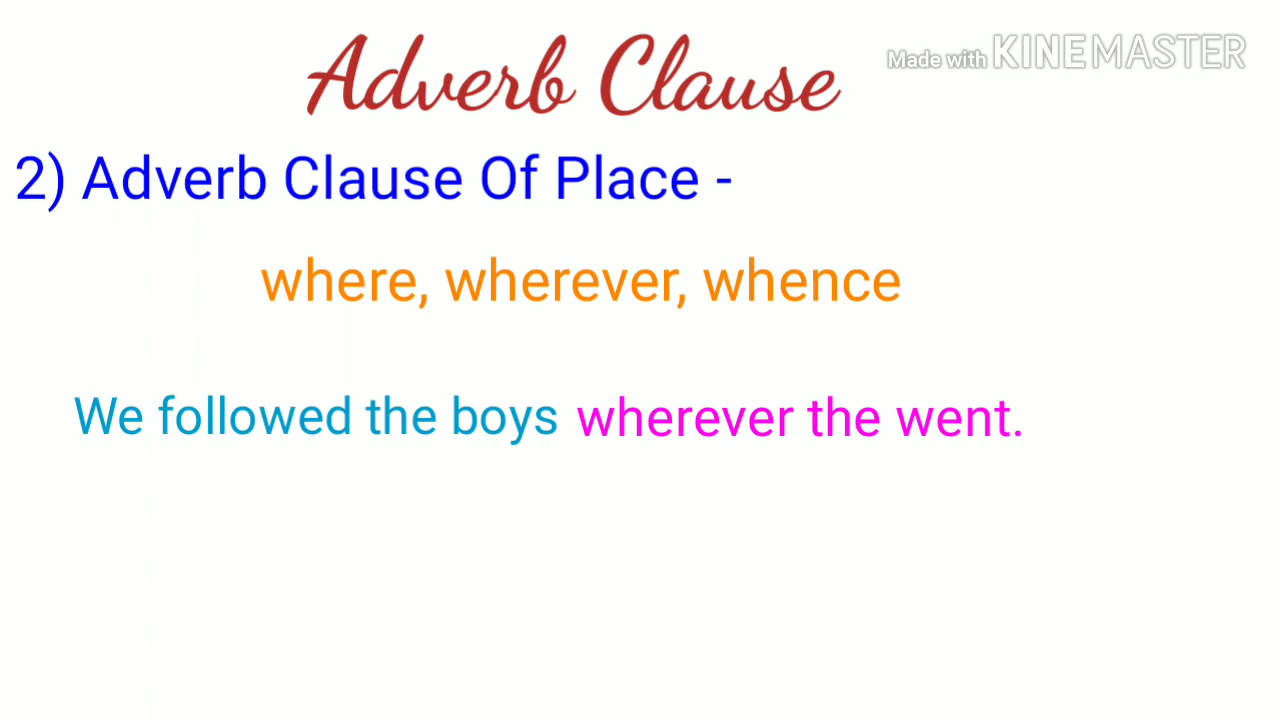 Adverb Clause
Made with KINEMASTER
2) Adverb Clause Of Place -
where, wherever, whence
We followed the boys wherever the went.